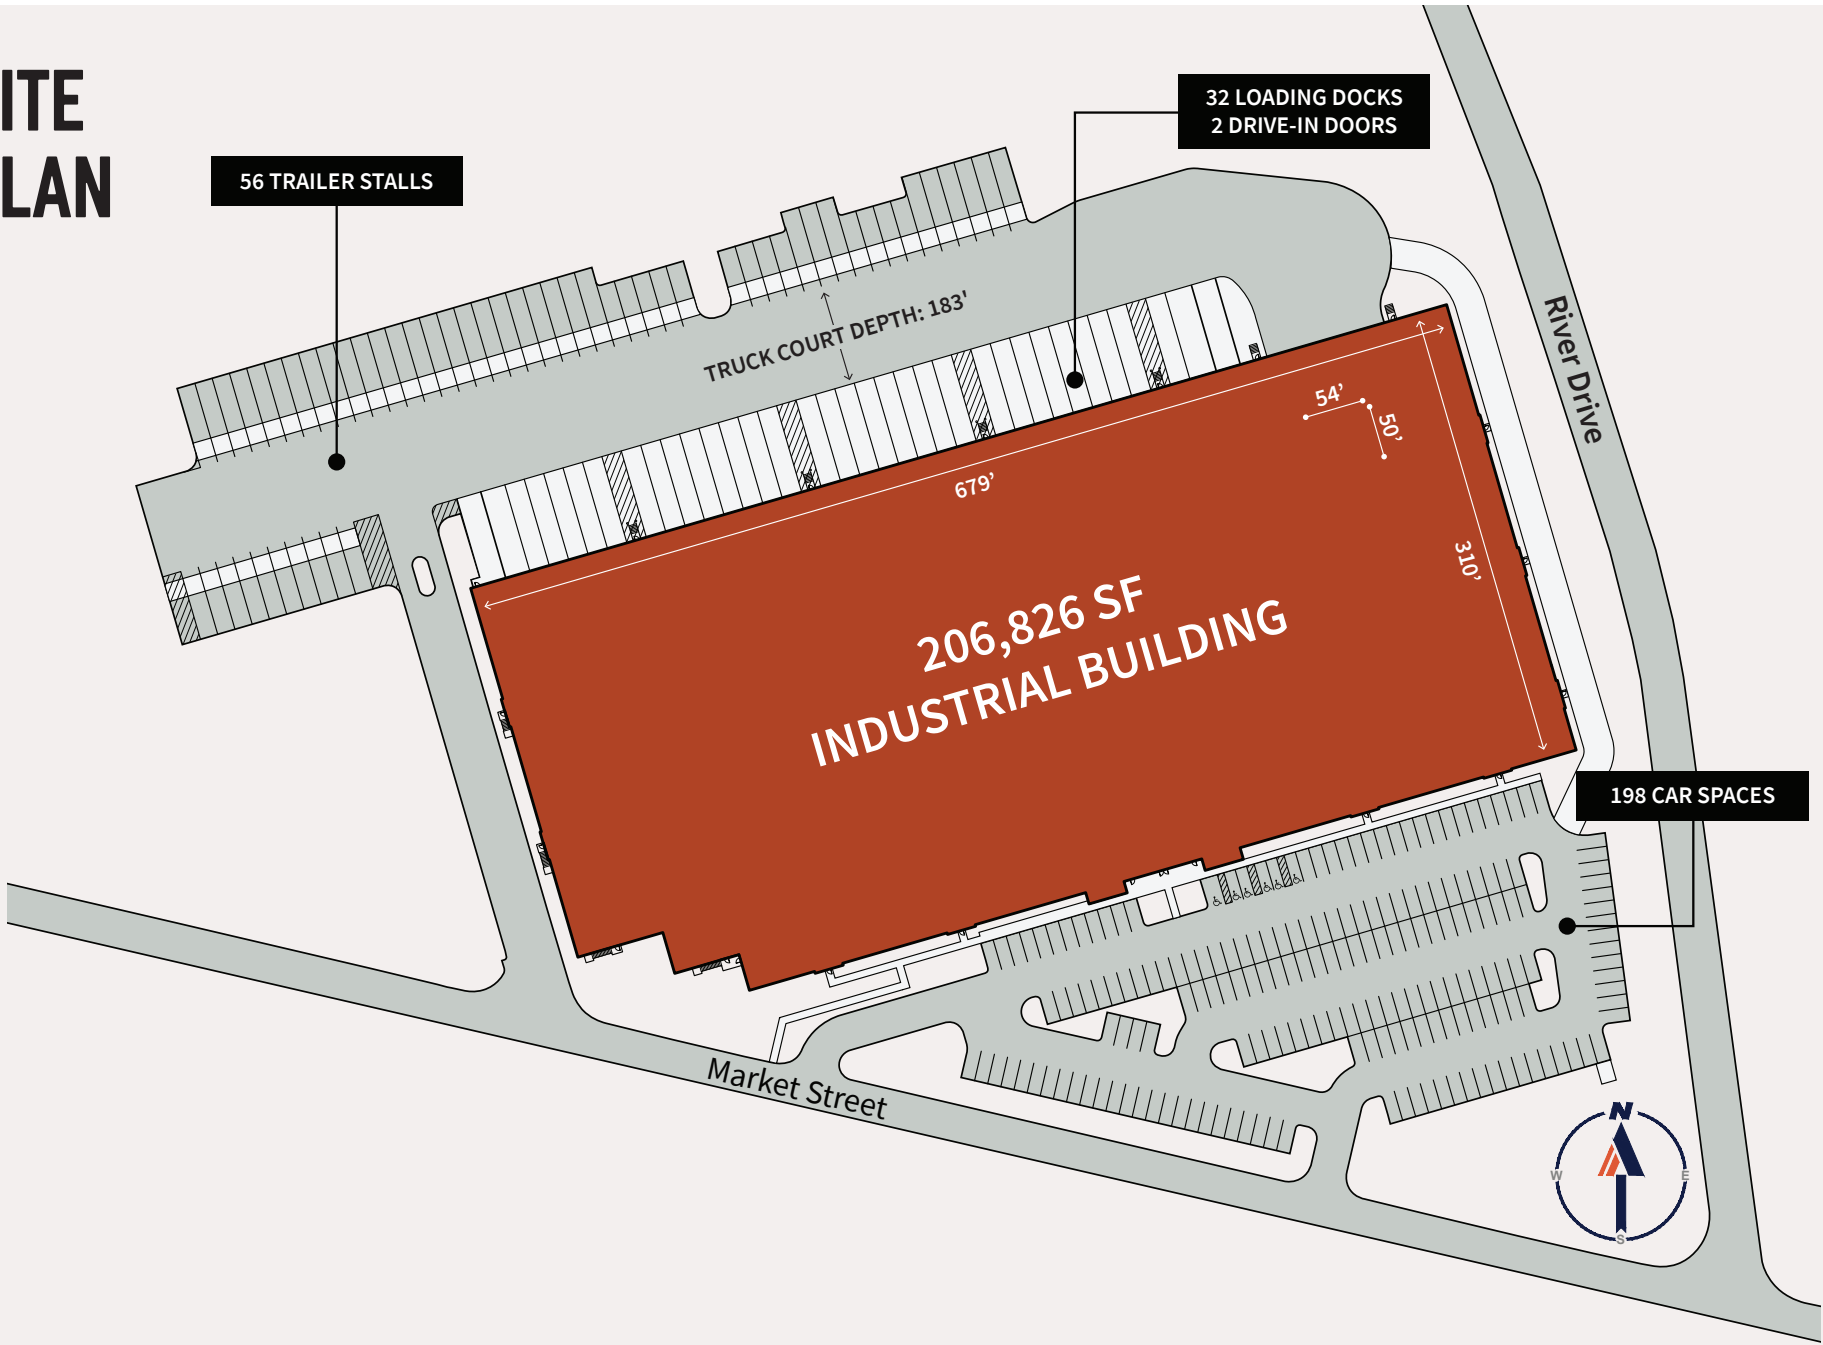 ITE
LAN
32 LOADING DOCKS
2 DRIVE-IN DOORS
56 TRAILER STALLS
TRUCK COURT DEPTH: 183'
River Drive
54’
50’
679’
310’
206,826 SF
INDUSTRIAL BUILDING
198 CAR SPACES
Market Street
N
W
E
S